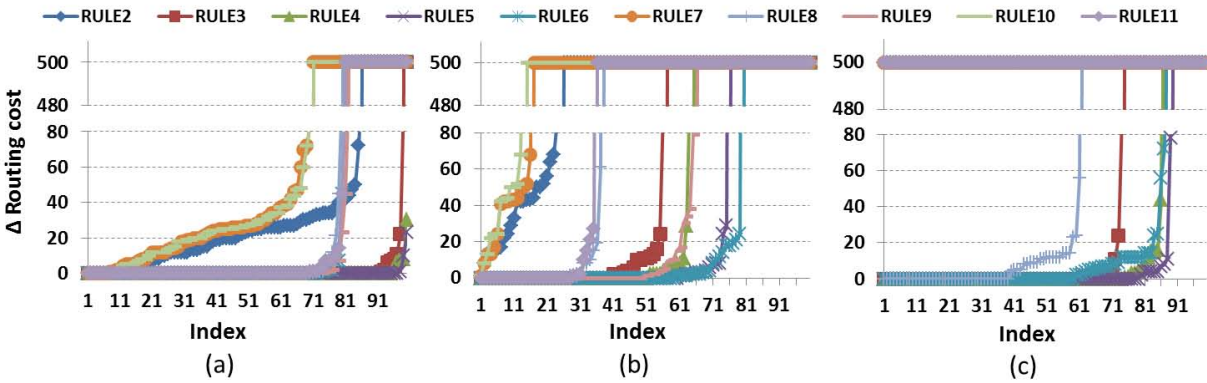 RULE2 RULE3 RULE4 RULE5 RULE6 RULE7 RULE8 RULE9 RULE10 RULE11
Δ Routing cost
500
480
80
60
40
20
0
1 11 21 31 41 51 61 71 81 91
Index
(a)
500
480
80
60
40
20
0
1 11 21 31 41 51 61 71 81 91
Index
(b)
500
480
80
60
40
20
0
1 11 21 31 41 51 61 71 81 91
Index
(c)